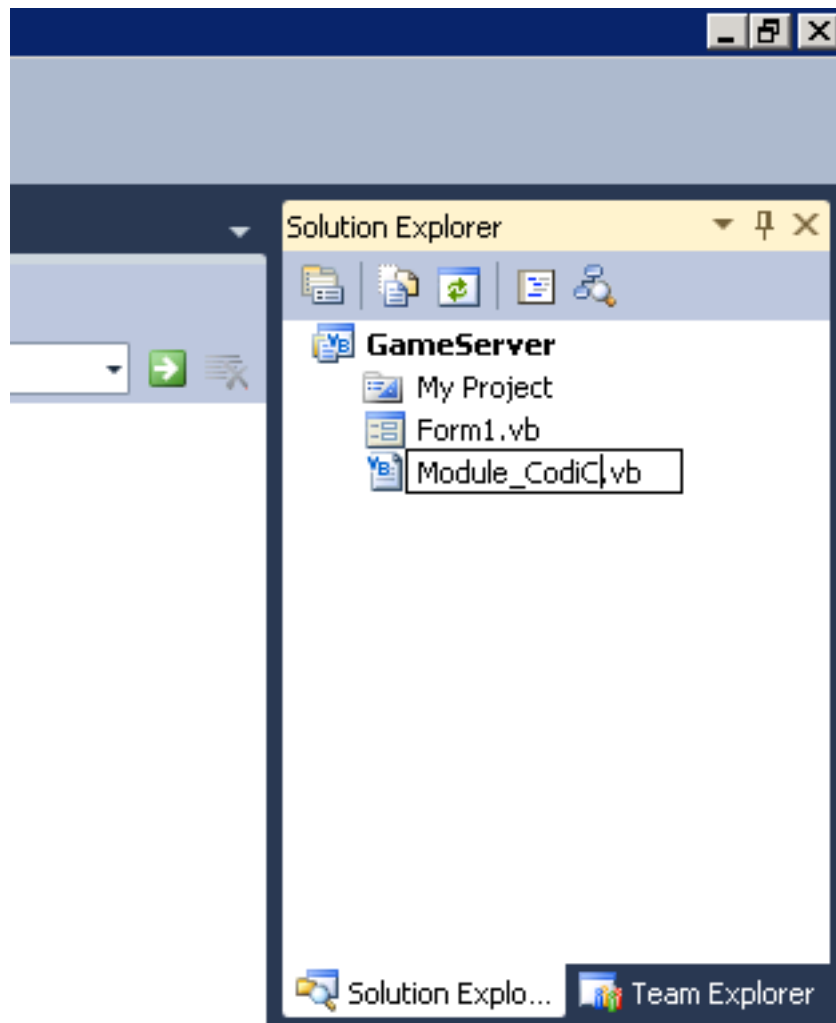 Solution Explorer
GameServer
My Project
Form1.vb
Module_CodiC.vb
Solution Explo... Team Explorer